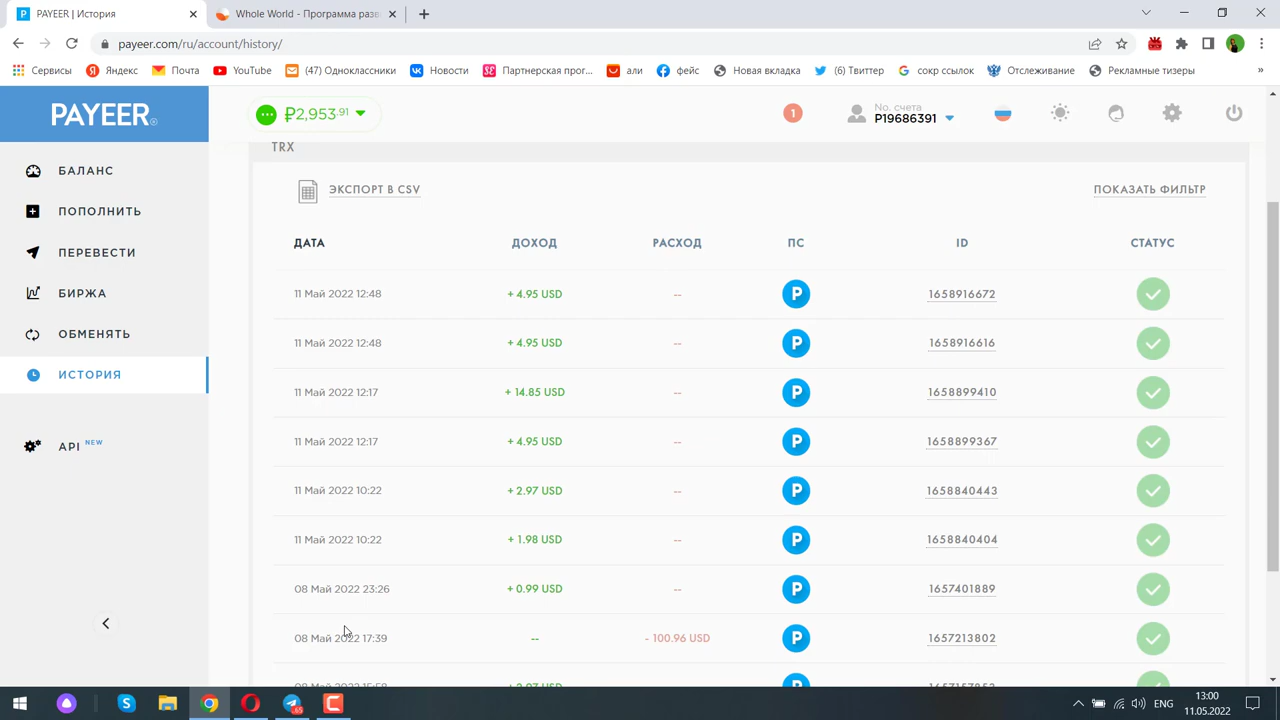 PAYEER | История
Whole World - Программа разв
payeer.com/ru/account/history/
Сервисы
Яндекс
Почта
YouTube
(47) Одноклассники
Новости
Партнерская прог...
али
фейс
Новая вкладка
(6) Твиттер
сокр ссылок
Отслеживание
Рекламные тизеры
»
PAYEER
₽2,953.91
1
No. счета
P19686391
БАЛАНС
ПОПОЛНИТЬ
ПЕРЕВЕСТИ
БИРЖА
ОБМЕНЯТЬ
ИСТОРИЯ
API NEW
TRX
ЭКСПОРТ В CSV
ПОКАЗАТЬ ФИЛЬТР
ДАТА ДОХОД РАСХОД ПС ID СТАТУС
11 Май 2022 12:48 + 4.95 USD -- P 1658916672
11 Май 2022 12:48 + 4.95 USD -- P 1658916616
11 Май 2022 12:17 + 14.85 USD -- P 1658899410
11 Май 2022 12:17 + 4.95 USD -- P 1658899367
11 Май 2022 10:22 + 2.97 USD -- P 1658840443
11 Май 2022 10:22 + 1.98 USD -- P 1658840404
08 Май 2022 23:26 + 0.99 USD -- P 1657401889
08 Май 2022 17:39 -- - 100.96 USD P 1657213802
65
ENG
13:00
11.05.2022